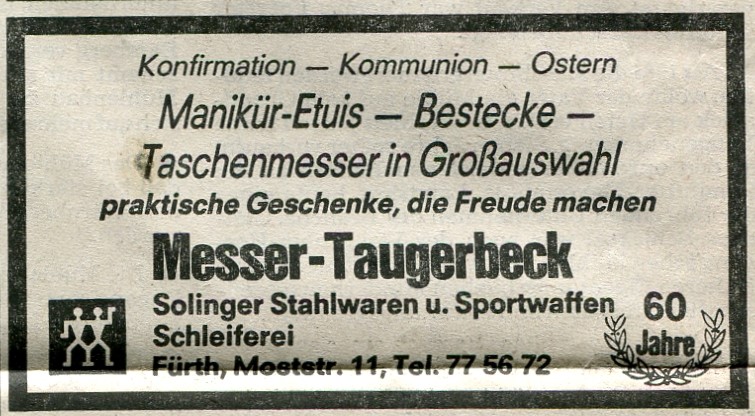 Konfirmation — Kommunion — Ostern
Manikür-Etuis — Bestecke —
Taschenmesser in Großauswahl
praktische Geschenke, die Freude machen
Messer-Taugerbeck
Solinger Stahlwaren u. Sportwaffen
Schleiferei
Fürth, Moststr. 11, Tel. 77 56 72
60
Jahre